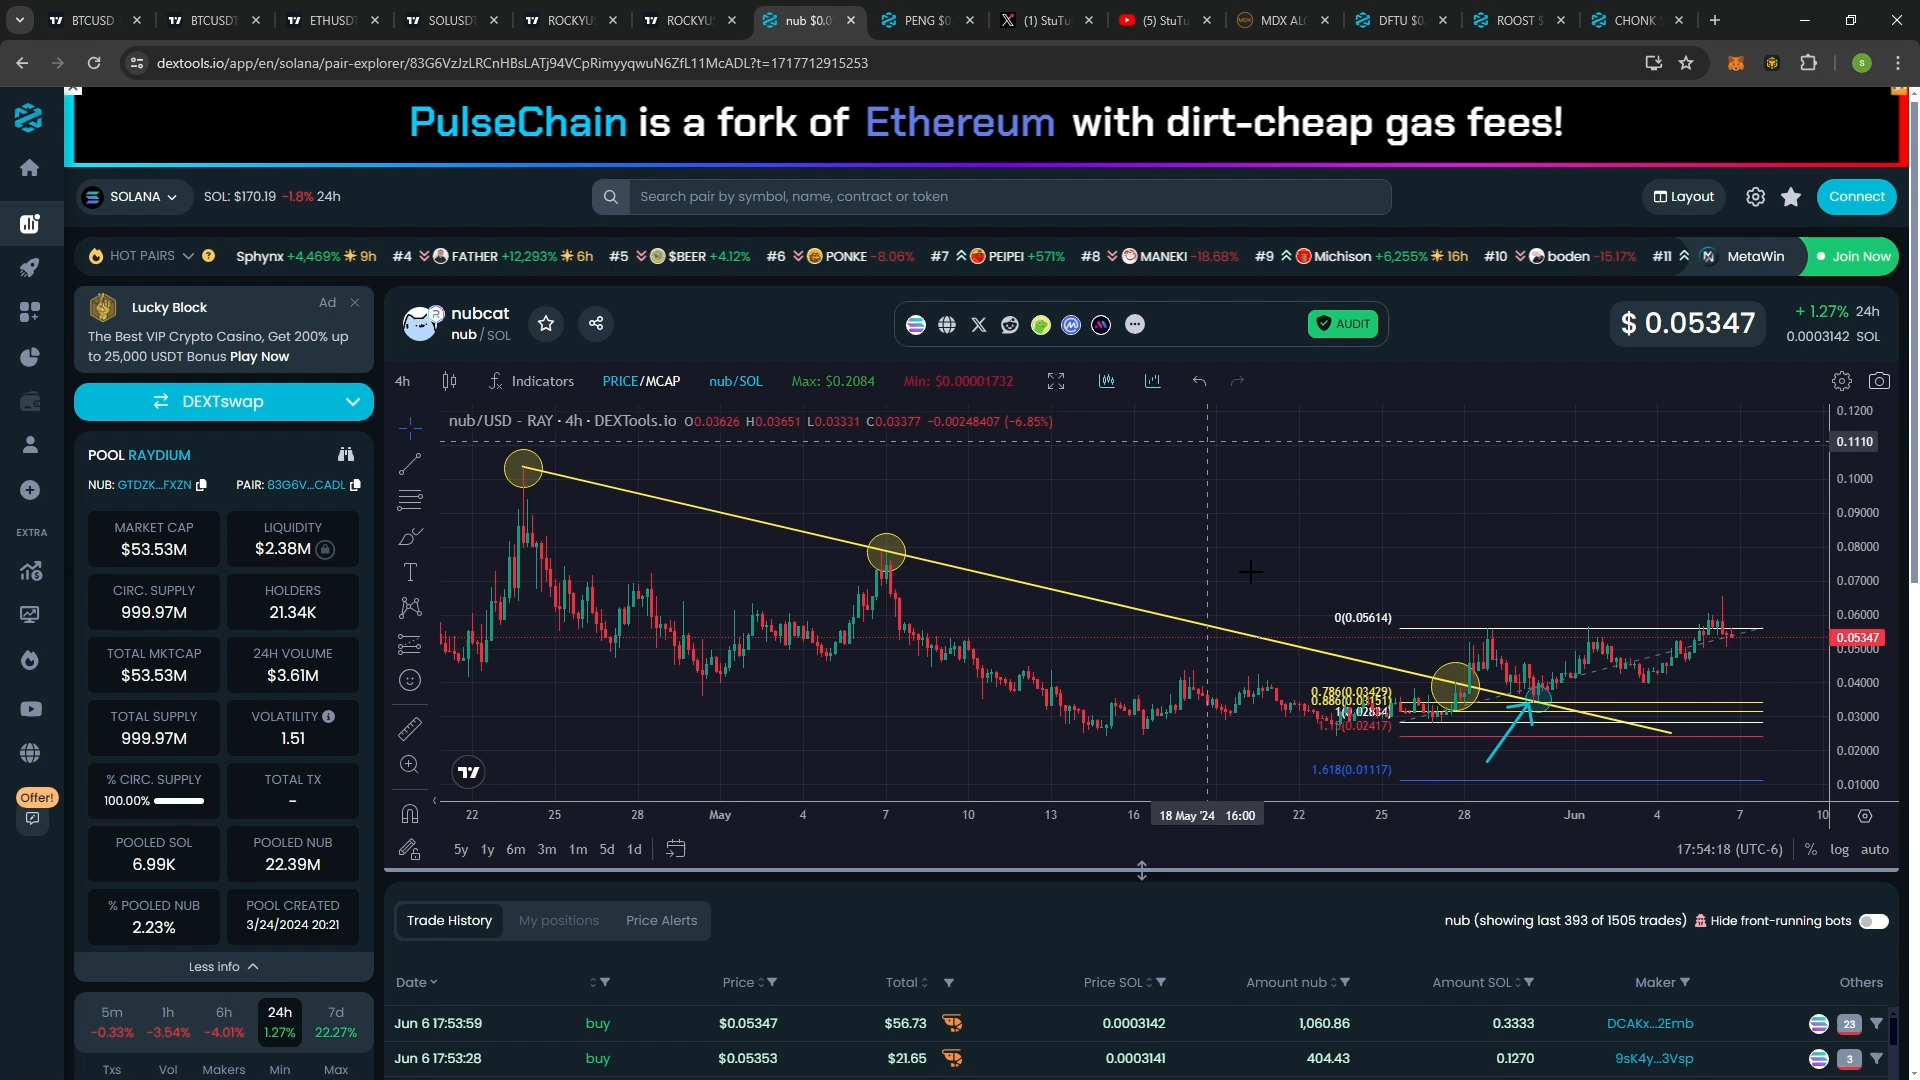 BTCUSD
BTCUSDT
ETHUSDT
SOLUSDT
ROCKYU
ROCKYU
nub $0.0
PENG $0
(1) StuTu
(5) StuTu
MDX ALG
DFTU $0
ROOST $
CHONK
dextools.io/app/en/solana/pair-explorer/83G6VzJzLRCnHBsLATj94VCpRimyyqwuN6ZfL11McADL?t=1717712915253
PulseChain is a fork of Ethereum with dirt-cheap gas fees!
SOLANA
SOL: $170.19 -1.8% 24h
Search pair by symbol, name, contract or token
Layout
Connect
HOT PAIRS
Sphynx +4,469% 9h
#4 FATHER +12,293% 6h
#5 $BEER +4.12%
#6 PONKE -8.06%
#7 PEIPEI +571%
#8 MANEKI -18.68%
#9 Michison +6,255% 16h
#10 boden -15.17%
#11
MetaWin
Join Now
Lucky Block
Ad
The Best VIP Crypto Casino, Get 200% up
to 25,000 USDT Bonus Play Now
DEXTswap
nubcat
nub / SOL
AUDIT
$ 0.05347
+ 1.27% 24h
0.0003142 SOL
4h
Indicators
PRICE/MCAP
nub/SOL
Max: $0.2084
Min: $0.00001732
nub/USD - RAY · 4h · DEXTools.io O0.03626 H0.03651 L0.03331 C0.03377 -0.00248407 (-6.85%)
0.1200
0.1110
0.1000
0.09000
0.08000
0.07000
0.06000
0.05347
0.05000
0.04000
0.03000
0.02000
0.01000
0(0.05614)
0.786(0.03429)
0.886(0.03151)
1(0.02834)
1.618(0.01117)
22
25
28
May
4
7
10
13
16
18 May '24 16:00
22
25
28
Jun
4
7
10
5y 1y 6m 3m 1m 5d 1d
17:54:18 (UTC-6)
% log auto
POOL RAYDIUM
NUB: GTDZK...FXZN
PAIR: 83G6V...CADL
MARKET CAP
$53.53M
LIQUIDITY
$2.38M
CIRC. SUPPLY
999.97M
HOLDERS
21.34K
TOTAL MKTCAP
$53.53M
24H VOLUME
$3.61M
TOTAL SUPPLY
999.97M
VOLATILITY
1.51
% CIRC. SUPPLY
100.00%
TOTAL TX
-
POOLED SOL
6.99K
POOLED NUB
22.39M
% POOLED NUB
2.23%
POOL CREATED
3/24/2024 20:21
Less info
5m
-0.33%
1h
-3.54%
6h
-4.01%
24h
1.27%
7d
22.27%
Txs Vol Makers Min Max
EXTRA
Offer!
Trade History
My positions
Price Alerts
nub (showing last 393 of 1505 trades)
Hide front-running bots
Date
Price
Total
Price SOL
Amount nub
Amount SOL
Maker
Others
Jun 6 17:53:59 buy $0.05347 $56.73 0.0003142 1,060.86 0.3333 DCAKx...2Emb 23
Jun 6 17:53:28 buy $0.05353 $21.65 0.0003141 404.43 0.1270 9sK4y...3Vsp 3